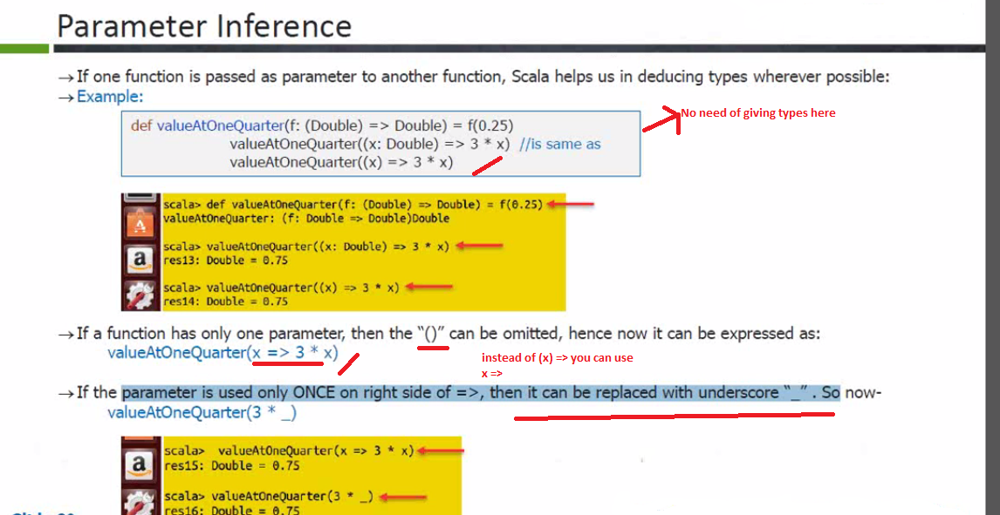 Parameter Inference
→If one function is passed as parameter to another function, Scala helps us in deducing types wherever possible:
→Example:
No need of giving types here
def valueAtOneQuarter(f: (Double) => Double) = f(0.25)
valueAtOneQuarter((x: Double) => 3 * x) //is same as
valueAtOneQuarter((x) => 3 * x)
scala> def valueAtOneQuarter(f: (Double) => Double) = f(0.25)
valueAtOneQuarter: (f: Double => Double)Double
scala> valueAtOneQuarter((x: Double) => 3 * x)
res13: Double = 0.75
scala> valueAtOneQuarter((x) => 3 * x)
res14: Double = 0.75
→If a function has only one parameter, then the "()" can be omitted, hence now it can be expressed as:
valueAtOneQuarter(x => 3 * x)
instead of (x) => you can use
x =>
→If the parameter is used only ONCE on right side of =>, then it can be replaced with underscore "_" . So now-
valueAtOneQuarter(3 * _)
scala> valueAtOneQuarter(x => 3 * x)
res15: Double = 0.75
scala> valueAtOneQuarter(3 * _)
res16: Double = 0.75